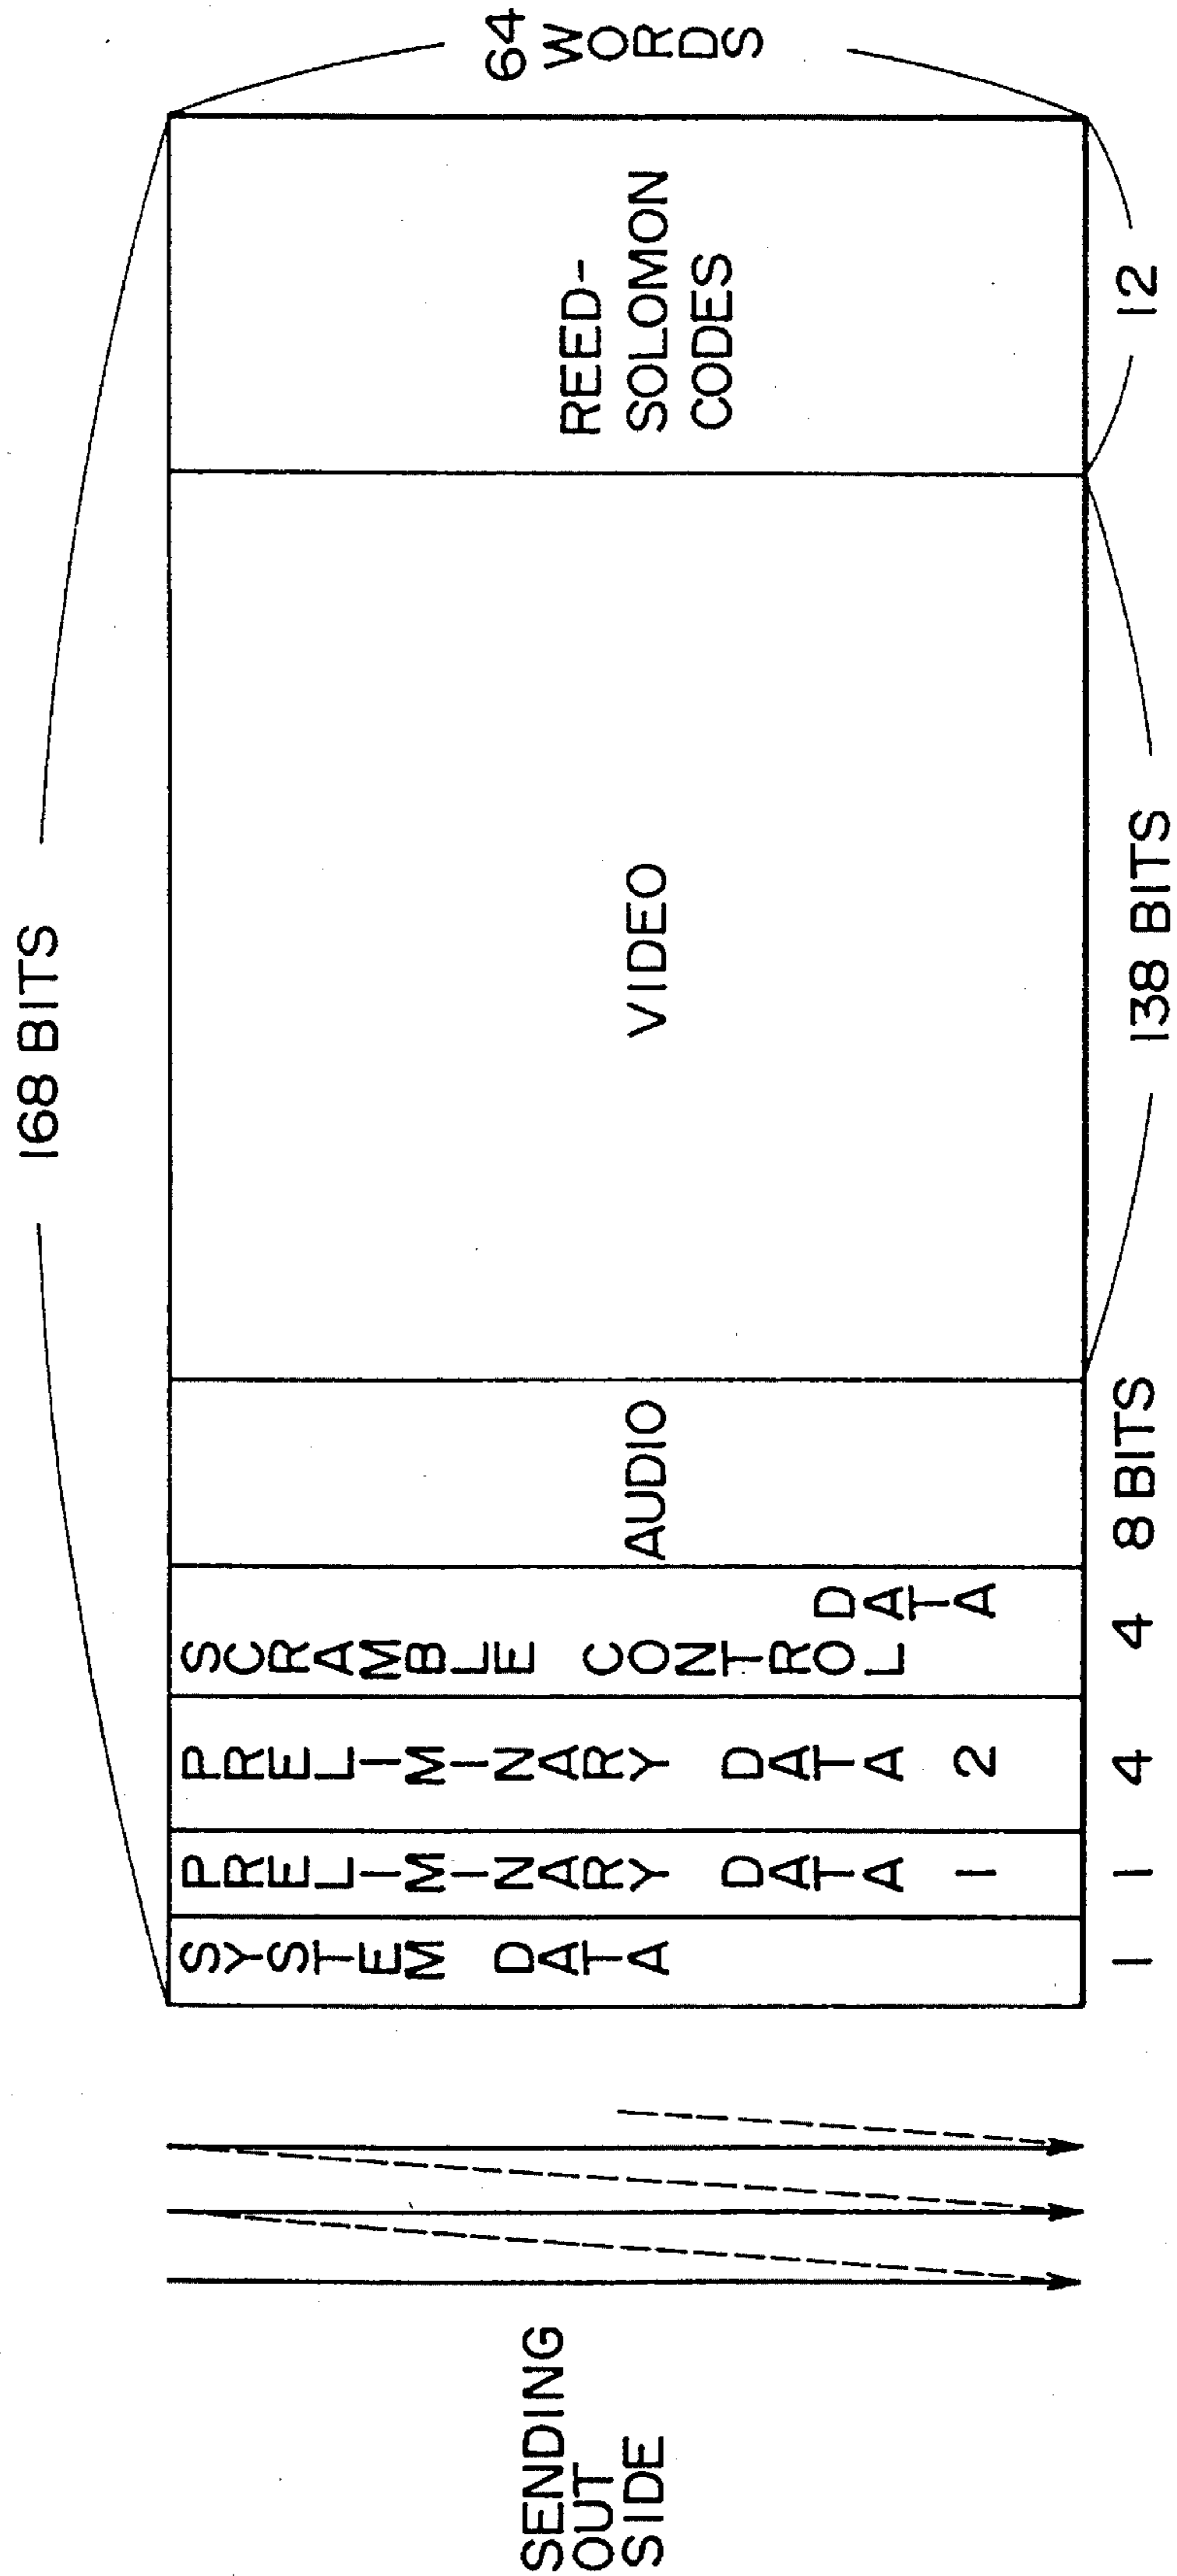 168 BITS
64
WORDS
SENDING
OUT
SIDE
SYSTEM DATA
PRELIMINARY DATA 1
PRELIMINARY DATA 2
SCRAMBLE CONTROL
DATA
AUDIO
VIDEO
REED-
SOLOMON
CODES
1
1
4
4
8 BITS
138 BITS
12